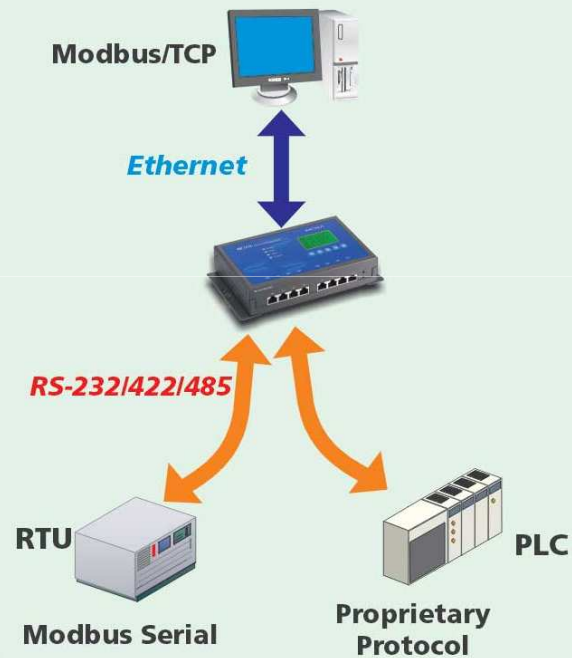 Modbus/TCP
Ethernet
RS-232/422/485
RTU
PLC
Modbus Serial
Proprietary
Protocol